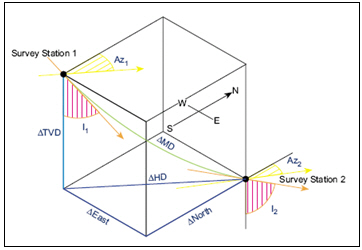 Survey Station 1
Az1
N
W
E
S
I1
ΔTVD
ΔMD
ΔHD
Az2
Survey Station 2
ΔEast
ΔNorth
I2